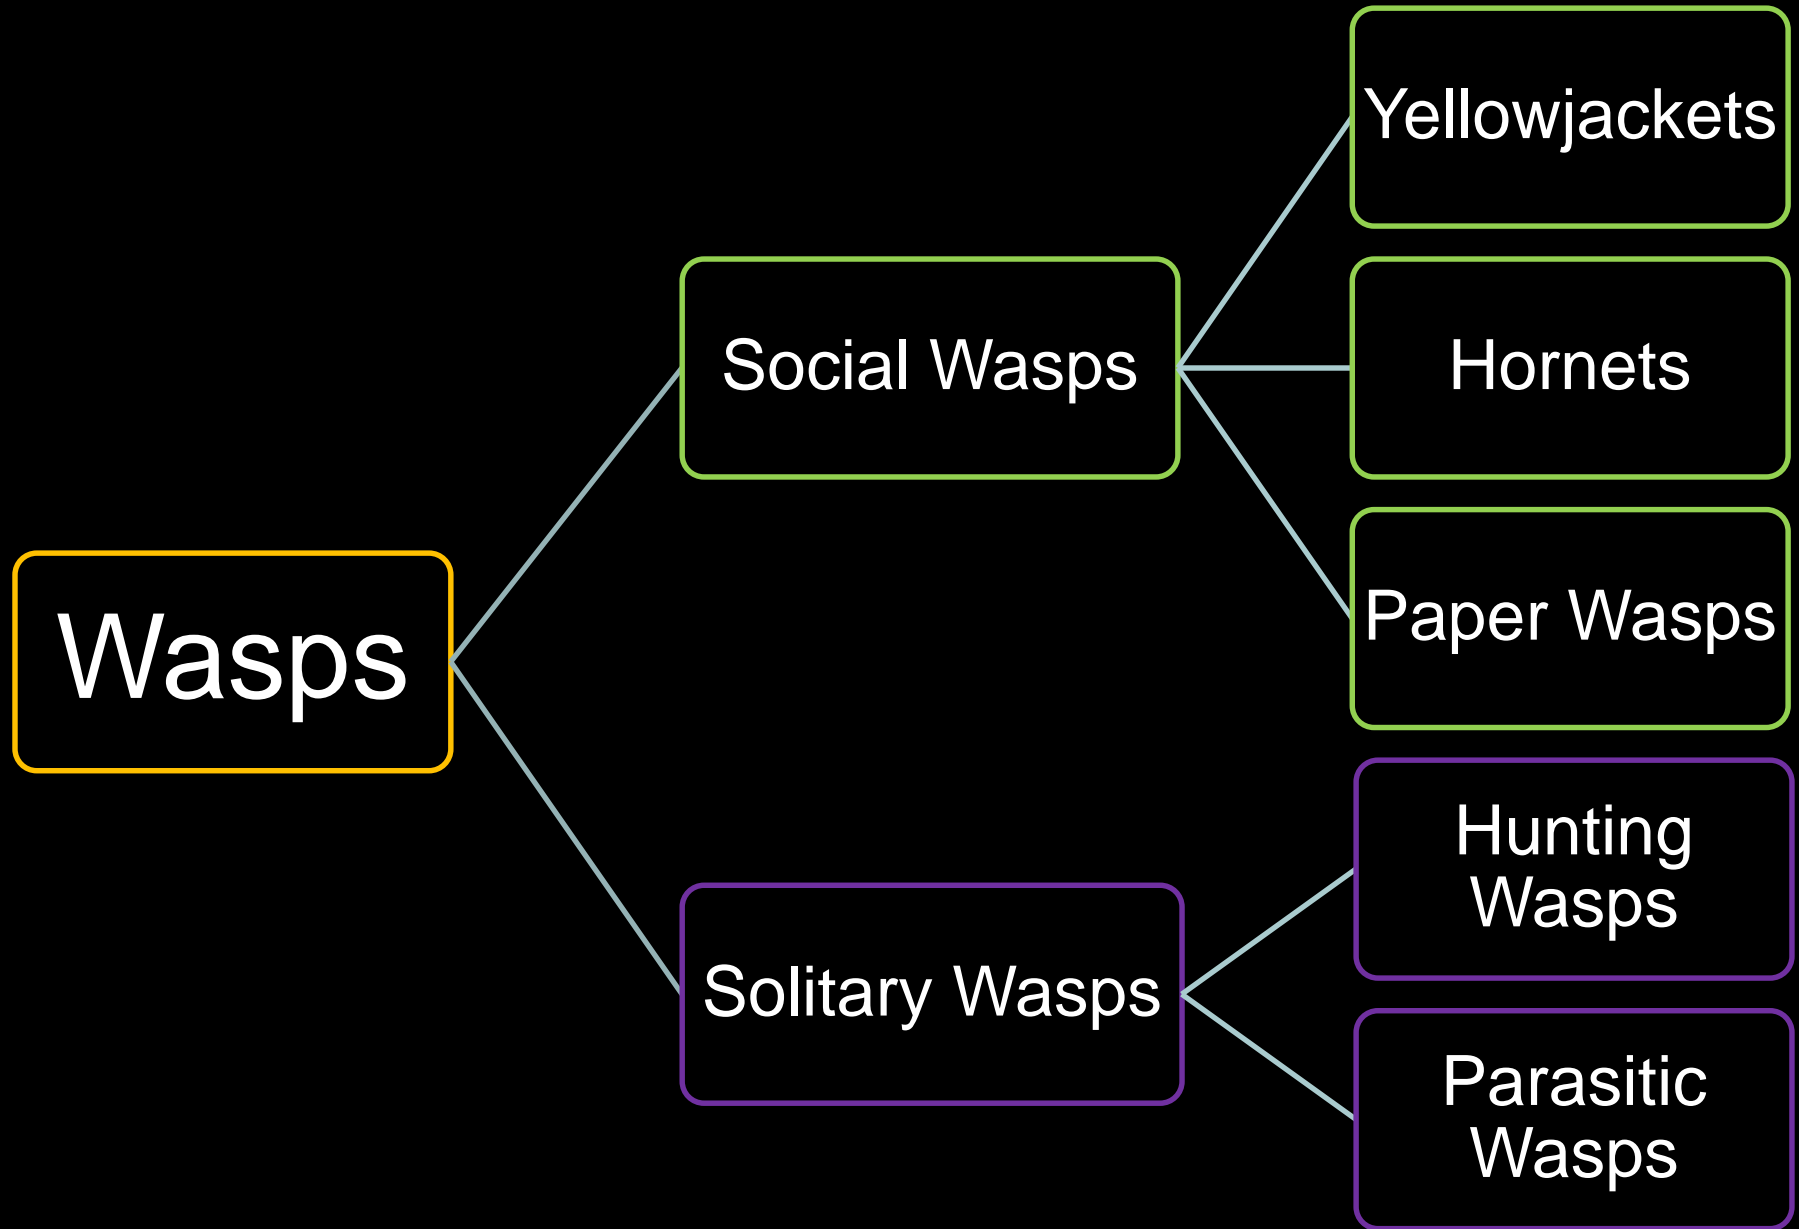 Wasps
Social Wasps
Yellowjackets
Hornets
Paper Wasps
Solitary Wasps
Hunting
Wasps
Parasitic
Wasps